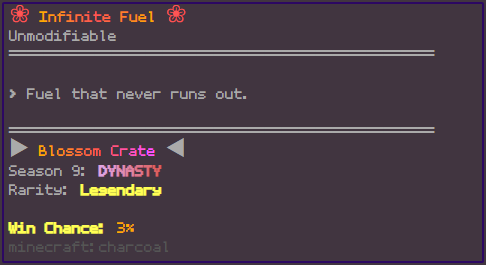 ❀ Infinite Fuel ❀
Unmodifiable
> Fuel that never runs out.
▶ Blossom Crate ◀
Season 9: DYNASTY
Rarity: Lesendary
Win Chance: 3%
minecraft:charcoal